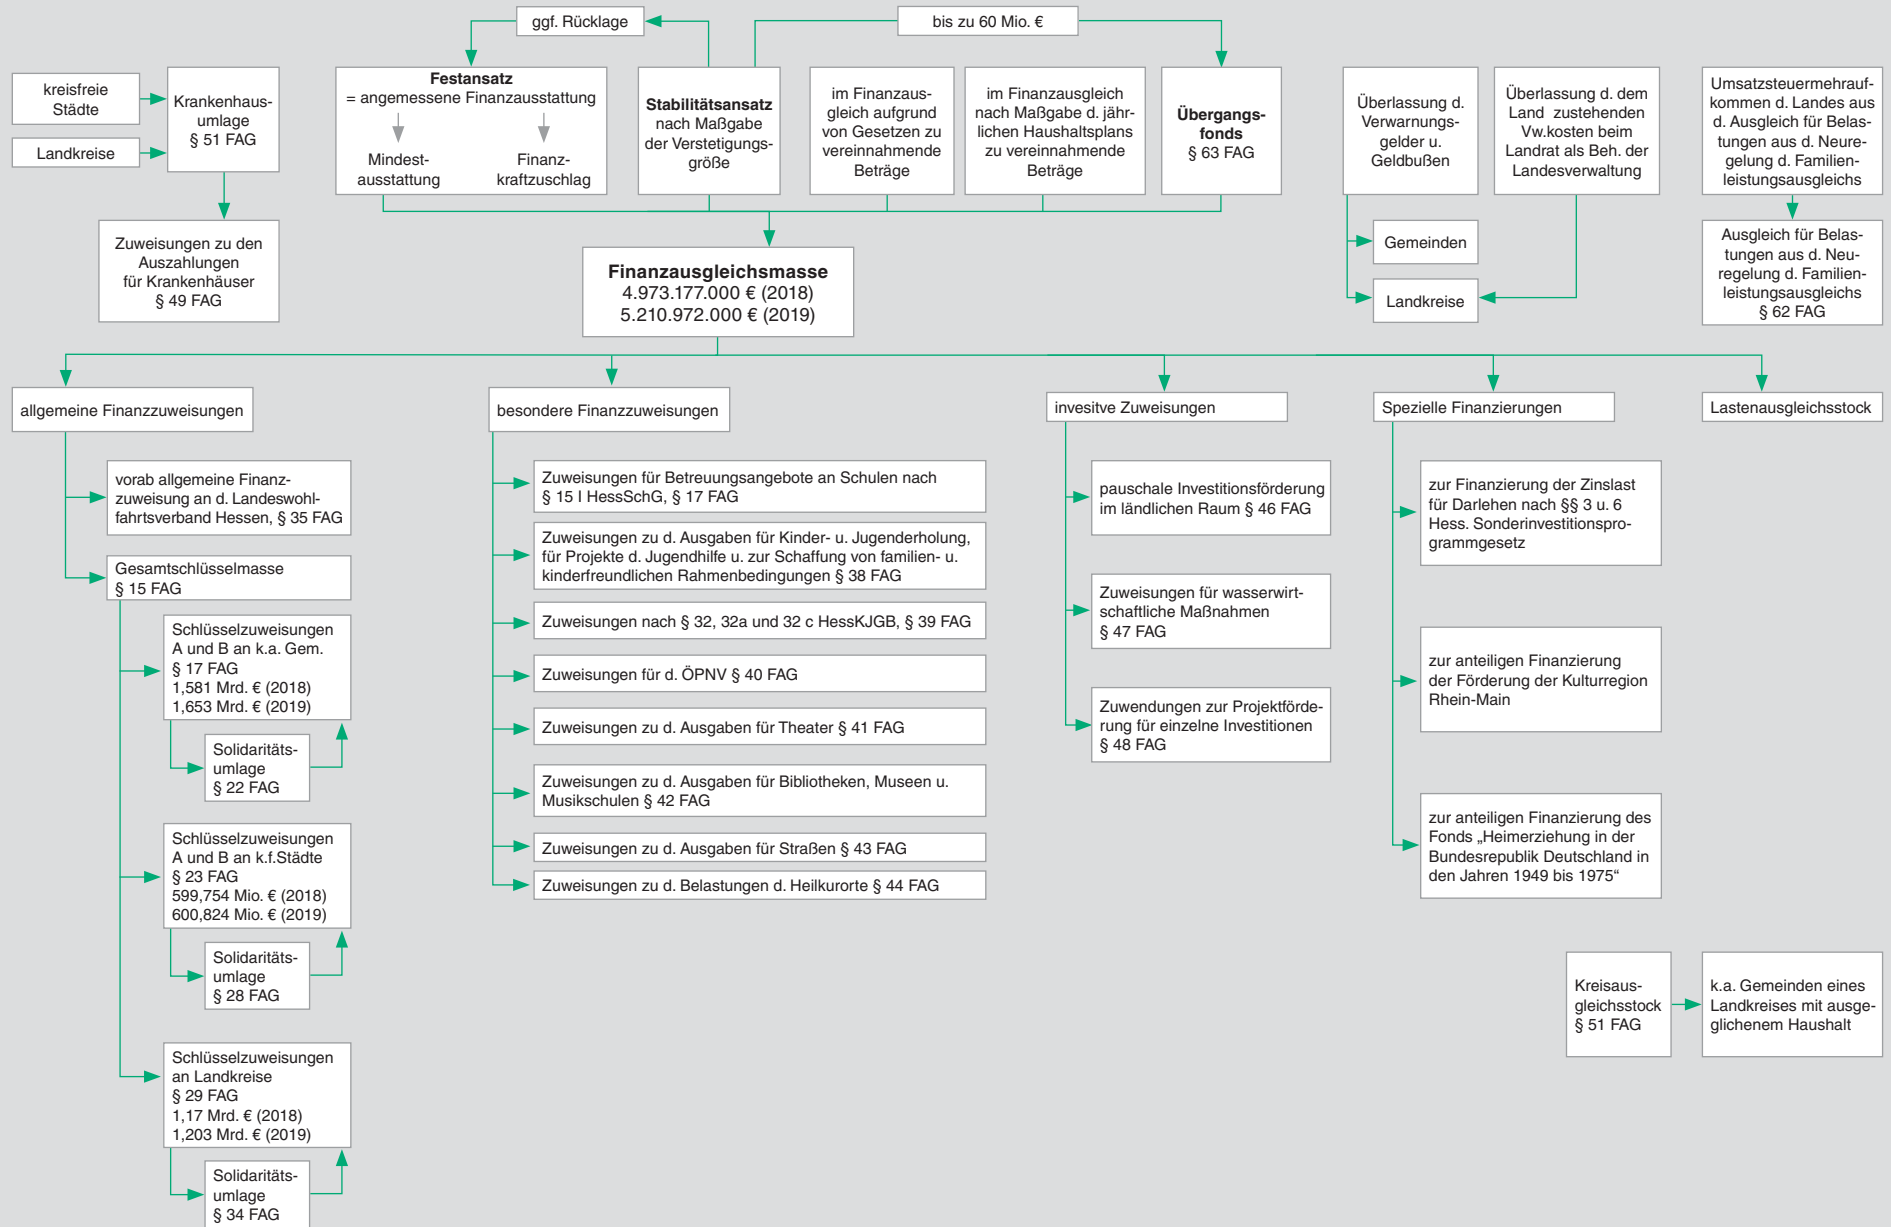 ggf. Rücklage
bis zu 60 Mio. €
kreisfreie
Städte
Landkreise
Krankenhaus-
umlage
§ 51 FAG
Zuweisungen zu den
Auszahlungen
für Krankenhäuser
§ 49 FAG
Festansatz
= angemessene Finanzausstattung
Mindest-
ausstattung
Finanz-
kraftzuschlag
Stabilitätsansatz
nach Maßgabe
der Verstetigungs-
größe
im Finanzaus-
gleich aufgrund
von Gesetzen zu
vereinnahmende
Beträge
im Finanzausgleich
nach Maßgabe d. jähr-
lichen Haushaltsplans
zu vereinnahmende
Beträge
Übergangs-
fonds
§ 63 FAG
Überlassung d.
Verwarnungs-
gelder u.
Geldbußen
Überlassung d. dem
Land zustehenden
Vw.kosten beim
Landrat als Beh. der
Landesverwaltung
Gemeinden
Landkreise
Umsatzsteuermehrauf-
kommen d. Landes aus
d. Ausgleich für Belas-
tungen aus d. Neure-
gelung d. Familien-
leistungsausgleichs
Ausgleich für Belas-
tungen aus d. Neu-
regelung d. Familien-
leistungsausgleichs
§ 62 FAG
Finanzausgleichsmasse
4.973.177.000 € (2018)
5.210.972.000 € (2019)
allgemeine Finanzzuweisungen
vorab allgemeine Finanz-
zuweisung an d. Landeswohl-
fahrtsverband Hessen, § 35 FAG
Gesamtschlüsselmasse
§ 15 FAG
Schlüsselzuweisungen
A und B an k.a. Gem.
§ 17 FAG
1,581 Mrd. € (2018)
1,653 Mrd. € (2019)
Solidaritäts-
umlage
§ 22 FAG
Schlüsselzuweisungen
A und B an k.f.Städte
§ 23 FAG
599,754 Mio. € (2018)
600,824 Mio. € (2019)
Solidaritäts-
umlage
§ 28 FAG
Schlüsselzuweisungen
an Landkreise
§ 29 FAG
1,17 Mrd. € (2018)
1,203 Mrd. € (2019)
Solidaritäts-
umlage
§ 34 FAG
besondere Finanzzuweisungen
Zuweisungen für Betreuungsangebote an Schulen nach
§ 15 I HessSchG, § 17 FAG
Zuweisungen zu d. Ausgaben für Kinder- u. Jugenderholung,
für Projekte d. Jugendhilfe u. zur Schaffung von familien- u.
kinderfreundlichen Rahmenbedingungen § 38 FAG
Zuweisungen nach § 32, 32a und 32 c HessKJGB, § 39 FAG
Zuweisungen für d. ÖPNV § 40 FAG
Zuweisungen zu d. Ausgaben für Theater § 41 FAG
Zuweisungen zu d. Ausgaben für Bibliotheken, Museen u.
Musikschulen § 42 FAG
Zuweisungen zu d. Ausgaben für Straßen § 43 FAG
Zuweisungen zu d. Belastungen d. Heilkurorte § 44 FAG
invesitve Zuweisungen
pauschale Investitionsförderung
im ländlichen Raum § 46 FAG
Zuweisungen für wasserwirt-
schaftliche Maßnahmen
§ 47 FAG
Zuwendungen zur Projektförde-
rung für einzelne Investitionen
§ 48 FAG
Spezielle Finanzierungen
zur Finanzierung der Zinslast
für Darlehen nach §§ 3 u. 6
Hess. Sonderinvestitionspro-
grammgesetz
zur anteiligen Finanzierung
der Förderung der Kulturregion
Rhein-Main
zur anteiligen Finanzierung des
Fonds „Heimerziehung in der
Bundesrepublik Deutschland in
den Jahren 1949 bis 1975“
Lastenausgleichsstock
Kreisaus-
gleichsstock
§ 51 FAG
k.a. Gemeinden eines
Landkreises mit ausge-
glichenem Haushalt